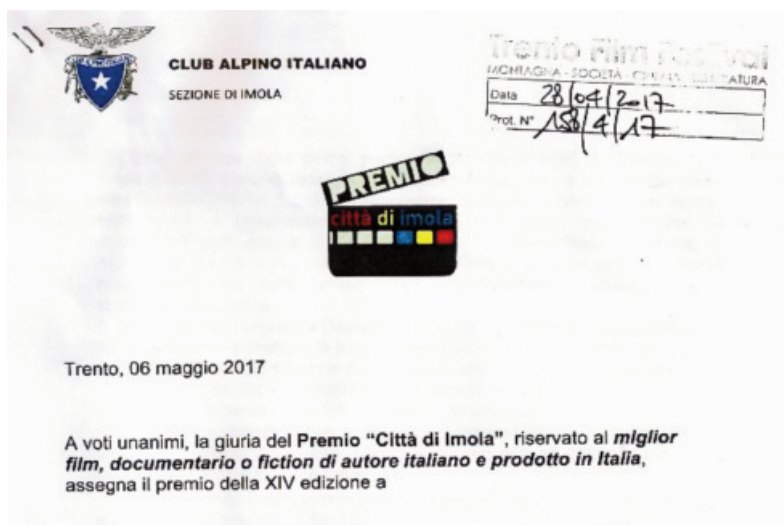 CLUB ALPINO ITALIANO
SEZIONE DI IMOLA
Trento Film Festival
MONTAGNA - SOCIETÀ - CINEMA - LETTERATURA
Data 28/04/2017
Prot. N° 158/4/17
PREMIO
città di imola
Trento, 06 maggio 2017
A voti unanimi, la giuria del Premio “Città di Imola”, riservato al miglior
film, documentario o fiction di autore italiano e prodotto in Italia,
assegna il premio della XIV edizione a